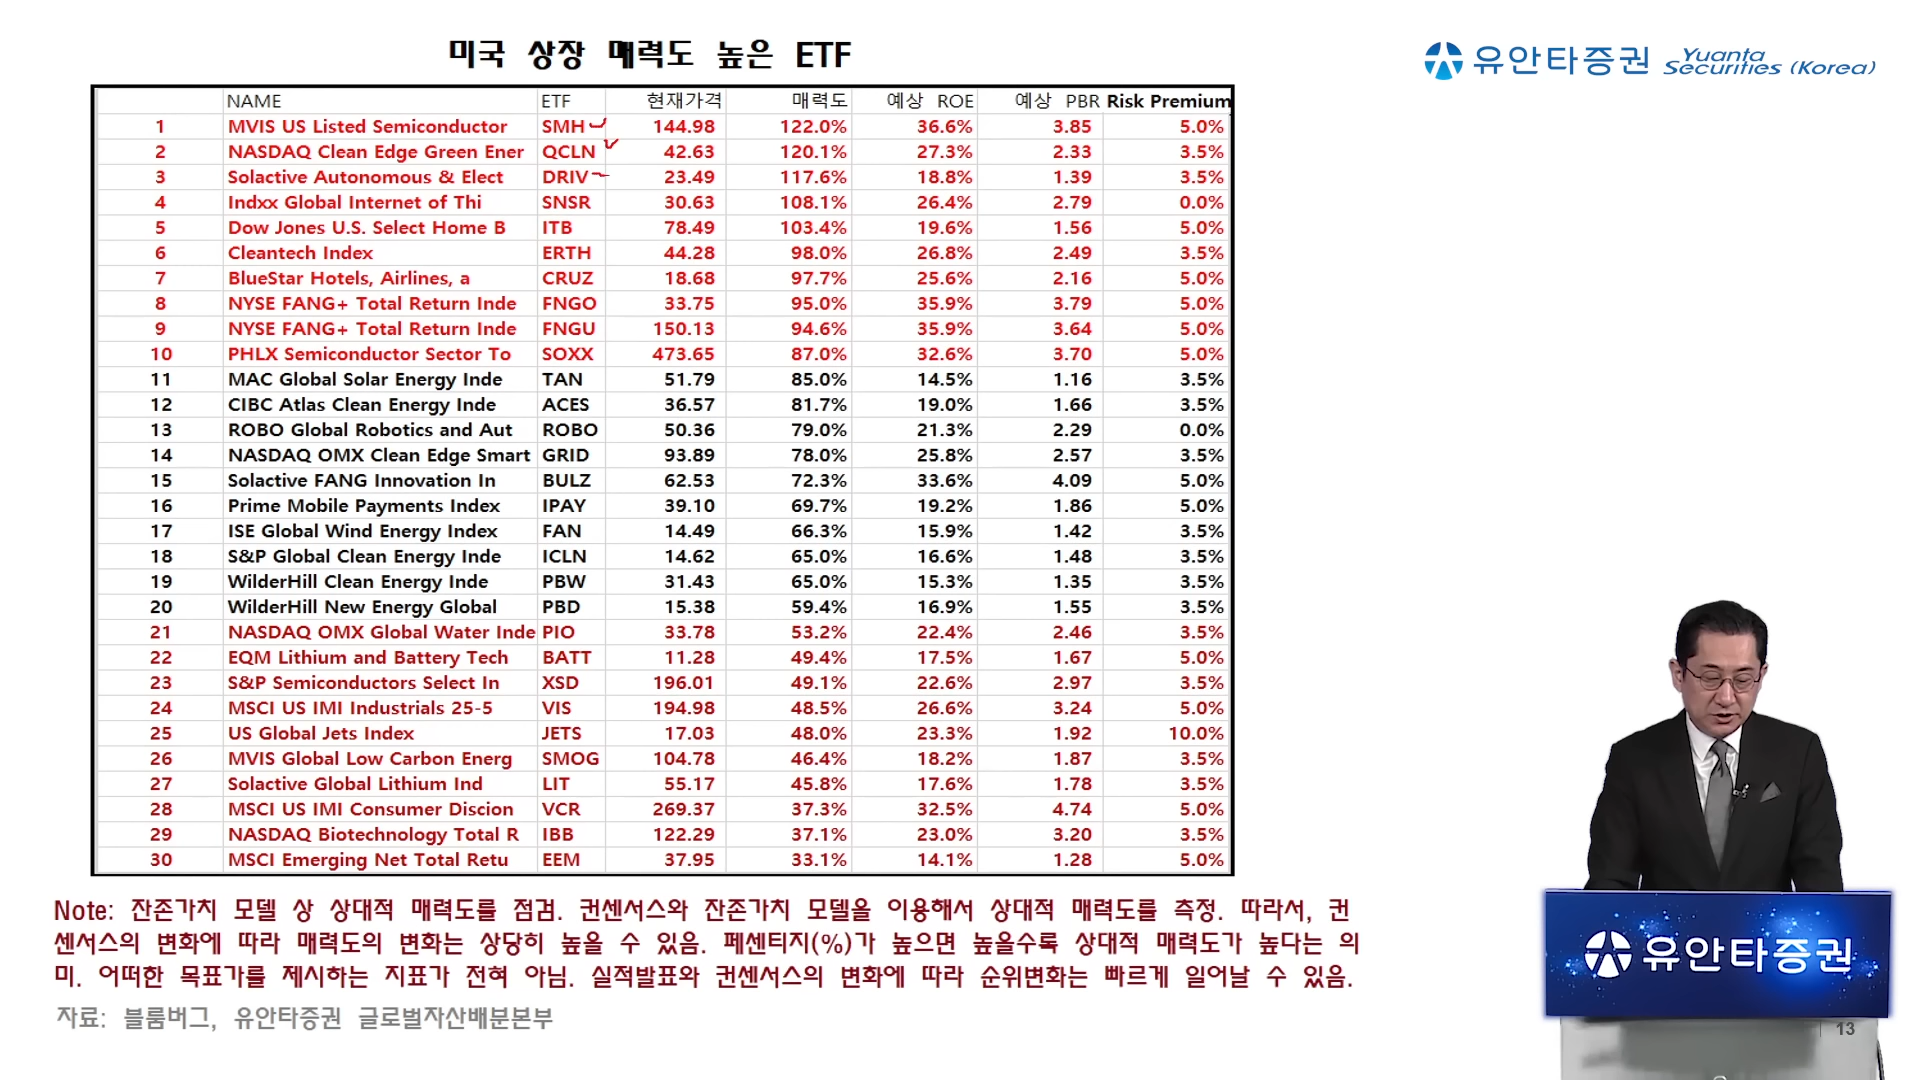 미국 상장 매력도 높은 ETF
유안타증권 Yuanta Securities (Korea)
NAME ETF 현재가격 매력도 예상 ROE 예상 PBR Risk Premium
1 MVIS US Listed Semiconductor SMH 144.98 122.0% 36.6% 3.85 5.0%
2 NASDAQ Clean Edge Green Ener QCLN 42.63 120.1% 27.3% 2.33 3.5%
3 Solactive Autonomous & Elect DRIV 23.49 117.6% 18.8% 1.39 3.5%
4 Indxx Global Internet of Thi SNSR 30.63 108.1% 26.4% 2.79 0.0%
5 Dow Jones U.S. Select Home B ITB 78.49 103.4% 19.6% 1.56 5.0%
6 Cleantech Index ERTH 44.28 98.0% 26.8% 2.49 3.5%
7 BlueStar Hotels, Airlines, a CRUZ 18.68 97.7% 25.6% 2.16 5.0%
8 NYSE FANG+ Total Return Inde FNGO 33.75 95.0% 35.9% 3.79 5.0%
9 NYSE FANG+ Total Return Inde FNGU 150.13 94.6% 35.9% 3.64 5.0%
10 PHLX Semiconductor Sector To SOXX 473.65 87.0% 32.6% 3.70 5.0%
11 MAC Global Solar Energy Inde TAN 51.79 85.0% 14.5% 1.16 3.5%
12 CIBC Atlas Clean Energy Inde ACES 36.57 81.7% 19.0% 1.66 3.5%
13 ROBO Global Robotics and Aut ROBO 50.36 79.0% 21.3% 2.29 0.0%
14 NASDAQ OMX Clean Edge Smart GRID 93.89 78.0% 25.8% 2.57 3.5%
15 Solactive FANG Innovation In BULZ 62.53 72.3% 33.6% 4.09 5.0%
16 Prime Mobile Payments Index IPAY 39.10 69.7% 19.2% 1.86 5.0%
17 ISE Global Wind Energy Index FAN 14.49 66.3% 15.9% 1.42 3.5%
18 S&P Global Clean Energy Inde ICLN 14.62 65.0% 16.6% 1.48 3.5%
19 WilderHill Clean Energy Inde PBW 31.43 65.0% 15.3% 1.35 3.5%
20 WilderHill New Energy Global PBD 15.38 59.4% 16.9% 1.55 3.5%
21 NASDAQ OMX Global Water Inde PIO 33.78 53.2% 22.4% 2.46 3.5%
22 EQM Lithium and Battery Tech BATT 11.28 49.4% 17.5% 1.67 5.0%
23 S&P Semiconductors Select In XSD 196.01 49.1% 22.6% 2.97 3.5%
24 MSCI US IMI Industrials 25-5 VIS 194.98 48.5% 26.6% 3.24 5.0%
25 US Global Jets Index JETS 17.03 48.0% 23.3% 1.92 10.0%
26 MVIS Global Low Carbon Energ SMOG 104.78 46.4% 18.2% 1.87 3.5%
27 Solactive Global Lithium Ind LIT 55.17 45.8% 17.6% 1.78 3.5%
28 MSCI US IMI Consumer Discion VCR 269.37 37.3% 32.5% 4.74 5.0%
29 NASDAQ Biotechnology Total R IBB 122.29 37.1% 23.0% 3.20 3.5%
30 MSCI Emerging Net Total Retu EEM 37.95 33.1% 14.1% 1.28 5.0%
Note: 잔존가치 모델 상 상대적 매력도를 점검. 컨센서스와 잔존가치 모델을 이용해서 상대적 매력도를 측정. 따라서, 컨
센서스의 변화에 따라 매력도의 변화는 상당히 높을 수 있음. 페센티지(%)가 높으면 높을수록 상대적 매력도가 높다는 의
미. 어떠한 목표가를 제시하는 지표가 전혀 아님. 실적발표와 컨센서스의 변화에 따라 순위변화는 빠르게 일어날 수 있음.
자료: 블룸버그, 유안타증권 글로벌자산배분본부
유안타증권
13